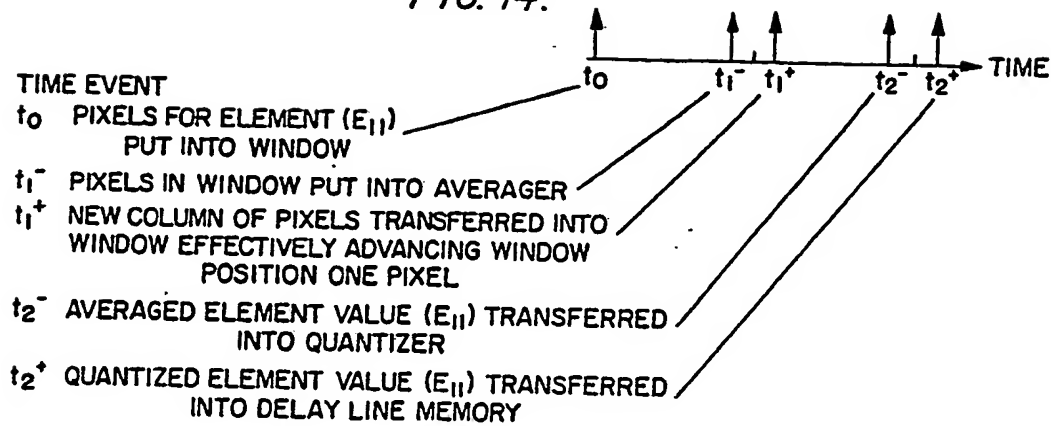 FIG. 14.
TIME
t₀ t₁⁻ t₁⁺ t₂⁻ t₂⁺
TIME EVENT
t₀ PIXELS FOR ELEMENT (E₁₁)
PUT INTO WINDOW
t₁⁻ PIXELS IN WINDOW PUT INTO AVERAGER
t₁⁺ NEW COLUMN OF PIXELS TRANSFERRED INTO
WINDOW EFFECTIVELY ADVANCING WINDOW
POSITION ONE PIXEL
t₂⁻ AVERAGED ELEMENT VALUE (E₁₁) TRANSFERRED
INTO QUANTIZER
t₂⁺ QUANTIZED ELEMENT VALUE (E₁₁) TRANSFERRED
INTO DELAY LINE MEMORY